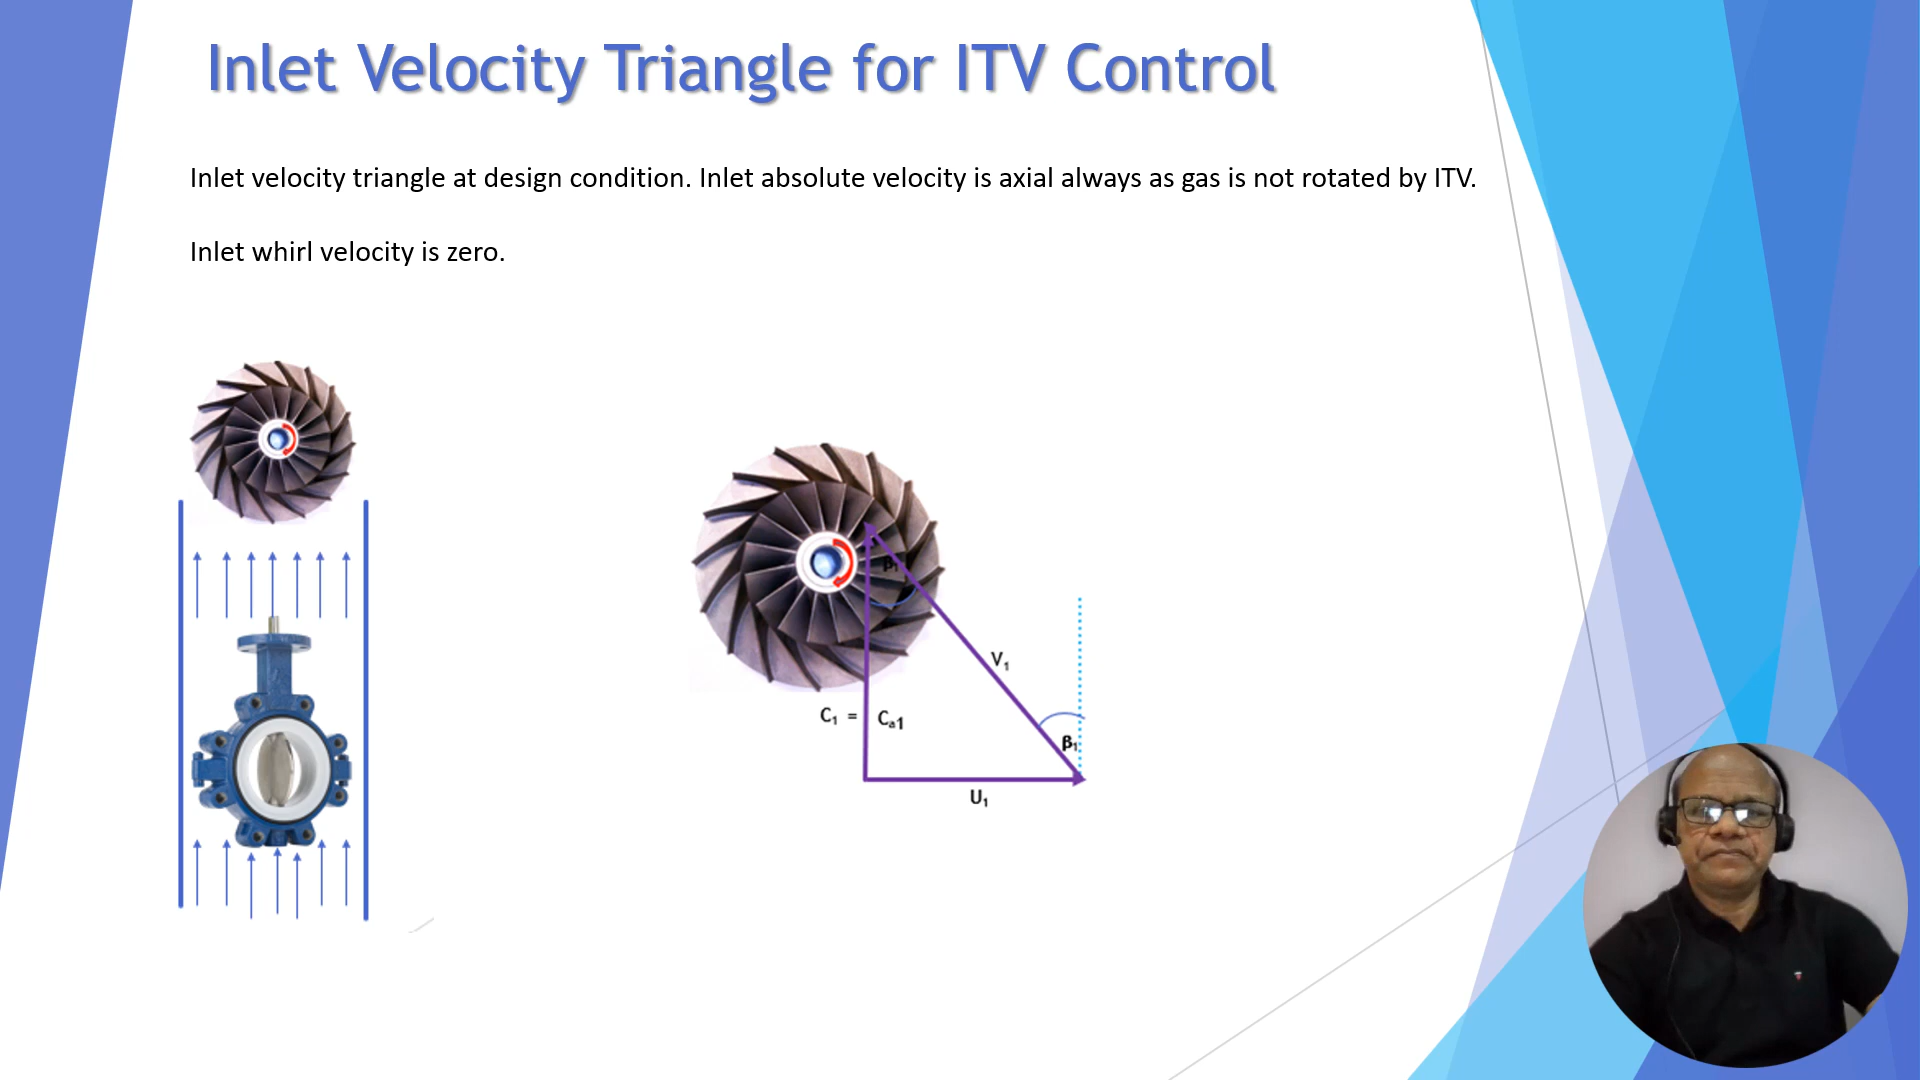 Inlet Velocity Triangle for ITV Control
Inlet velocity triangle at design condition. Inlet absolute velocity is axial always as gas is not rotated by ITV.
Inlet whirl velocity is zero.
β₁
V₁
C₁ = Cₐ₁
β₁
U₁